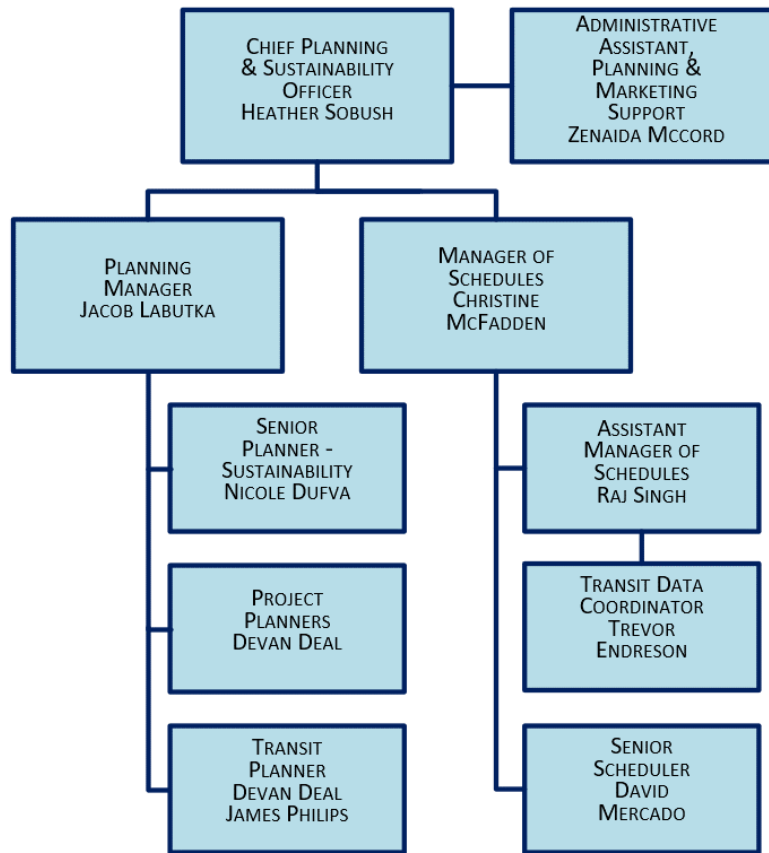 Chief Planning
& Sustainability
Officer
Heather Sobush
Administrative
Assistant,
Planning &
Marketing
Support
Zenaida Mccord
Planning
Manager
Jacob Labutka
Manager of
Schedules
Christine
McFadden
Senior
Planner -
Sustainability
Nicole Dufva
Assistant
Manager of
Schedules
Raj Singh
Project
Planners
Devan Deal
Transit Data
Coordinator
Trevor
Endreson
Transit
Planner
Devan Deal
James Philips
Senior
Scheduler
David
Mercado